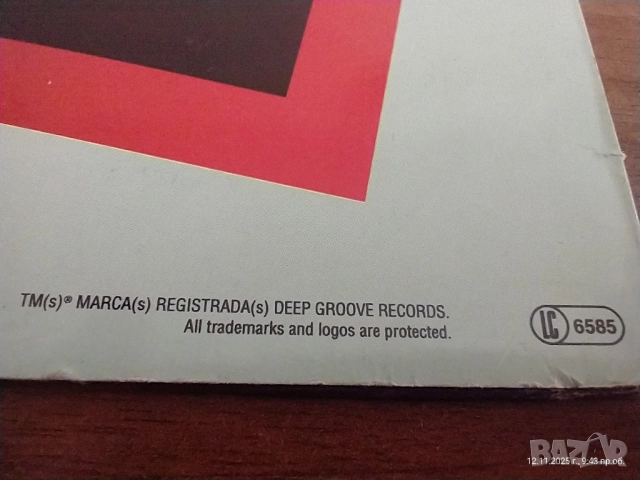 TM(s)® MARCA(s) REGISTRADA(s) DEEP GROOVE RECORDS.
All trademarks and logos are protected.
LC 6585
BAZAR
12.11.2025 г., 9:43 пр.об.